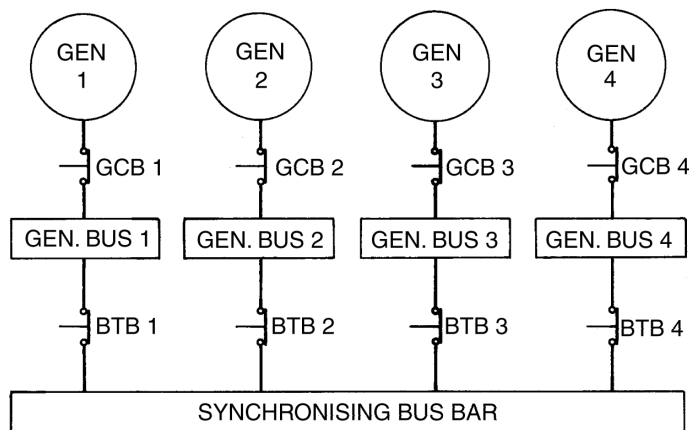 GEN 1
GEN 2
GEN 3
GEN 4
GCB 1
GCB 2
GCB 3
GCB 4
GEN. BUS 1
GEN. BUS 2
GEN. BUS 3
GEN. BUS 4
BTB 1
BTB 2
BTB 3
BTB 4
SYNCHRONISING BUS BAR